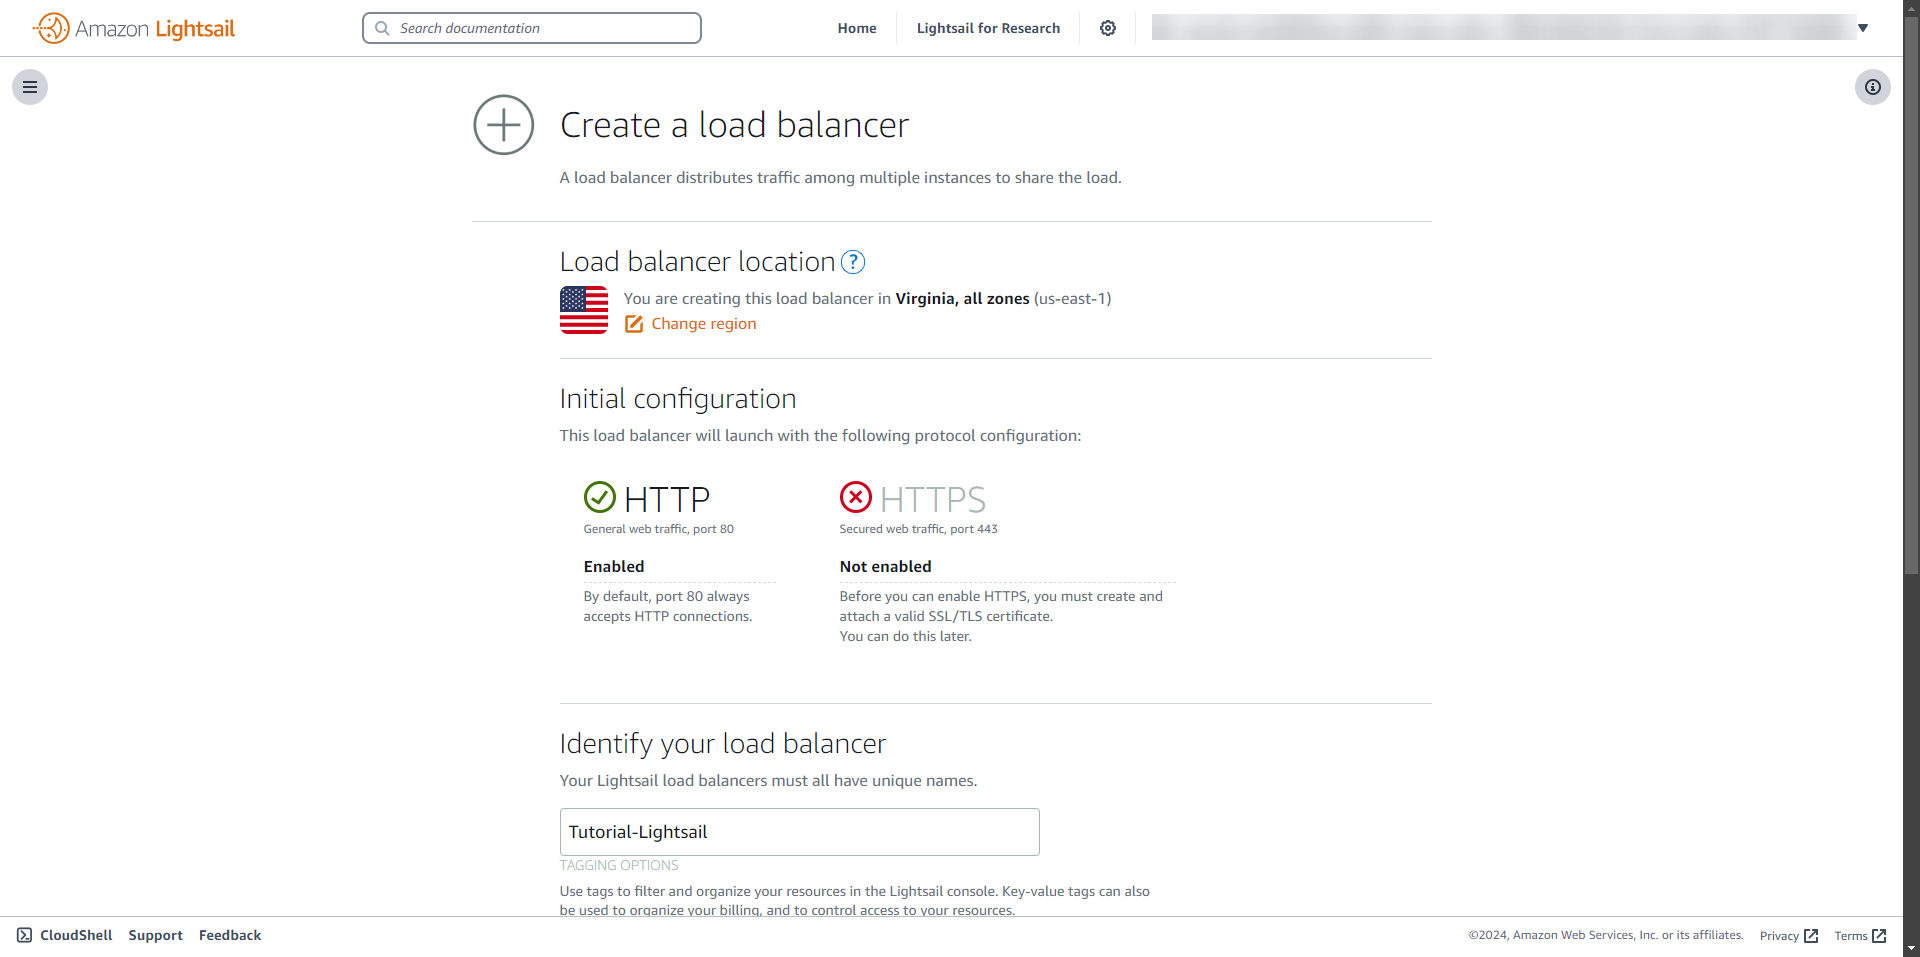 Amazon Lightsail
Search documentation
Home
Lightsail for Research
Create a load balancer
A load balancer distributes traffic among multiple instances to share the load.
Load balancer location ?
You are creating this load balancer in Virginia, all zones (us-east-1)
Change region
Initial configuration
This load balancer will launch with the following protocol configuration:
HTTP
General web traffic, port 80
Enabled
By default, port 80 always
accepts HTTP connections.
HTTPS
Secured web traffic, port 443
Not enabled
Before you can enable HTTPS, you must create and
attach a valid SSL/TLS certificate.
You can do this later.
Identify your load balancer
Your Lightsail load balancers must all have unique names.
Tutorial-Lightsail
TAGGING OPTIONS
Use tags to filter and organize your resources in the Lightsail console. Key-value tags can also
be used to organize your billing, and to control access to your resources.
CloudShell Support Feedback
©2024, Amazon Web Services, Inc. or its affiliates. Privacy Terms